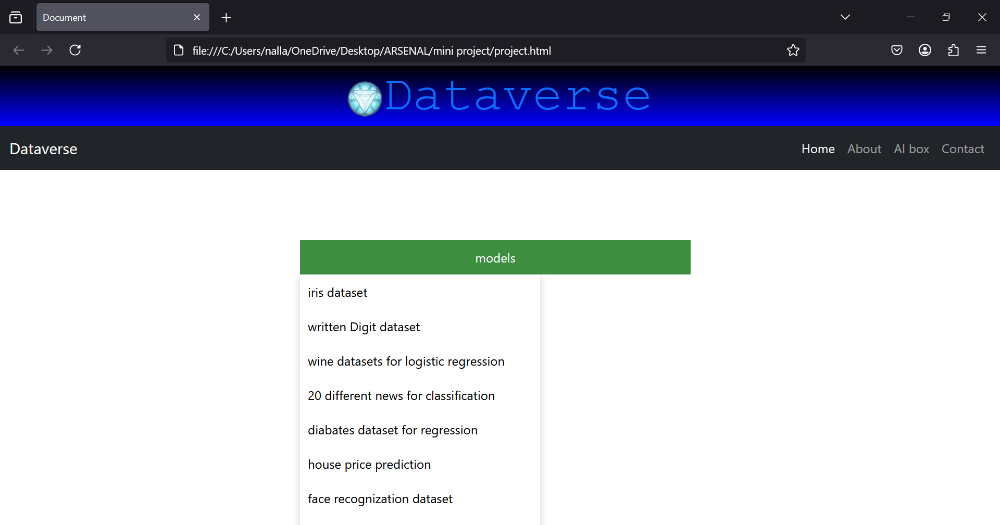 Document
file:///C:/Users/nalla/OneDrive/Desktop/ARSENAL/mini project/project.html
Dataverse
Dataverse Home About AI box Contact
models
iris dataset
written Digit dataset
wine datasets for logistic regression
20 different news for classification
diabates dataset for regression
house price prediction
face recognization dataset